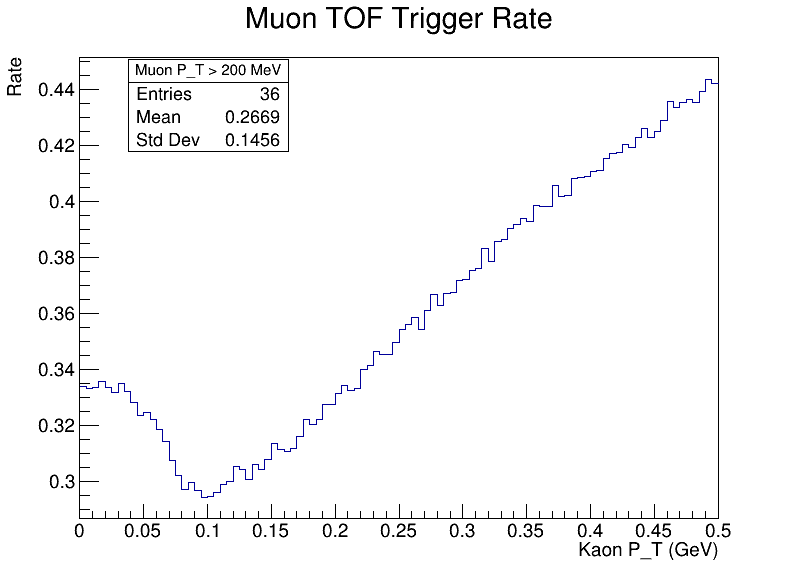 Muon TOF Trigger Rate
Rate
Muon P_T > 200 MeV
Entries 36
Mean 0.2669
Std Dev 0.1456
0.44
0.42
0.4
0.38
0.36
0.34
0.32
0.3
0 0.05 0.1 0.15 0.2 0.25 0.3 0.35 0.4 0.45 0.5
Kaon P_T (GeV)